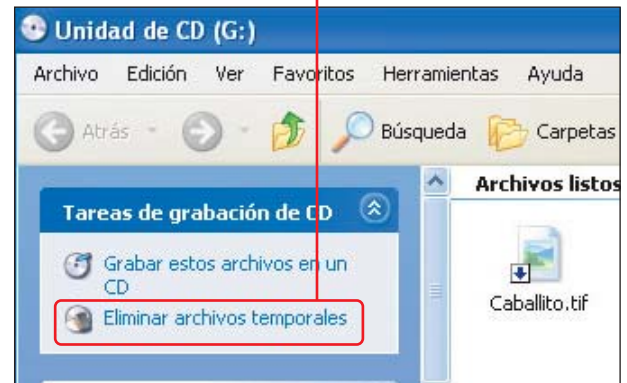 Unidad de CD (G:)
Archivo Edición Ver Favoritos Herramientas Ayuda
Atrás Búsqueda Carpetas
Tareas de grabación de CD
Grabar estos archivos en un
CD
Eliminar archivos temporales
Archivos listos
Caballito.tif